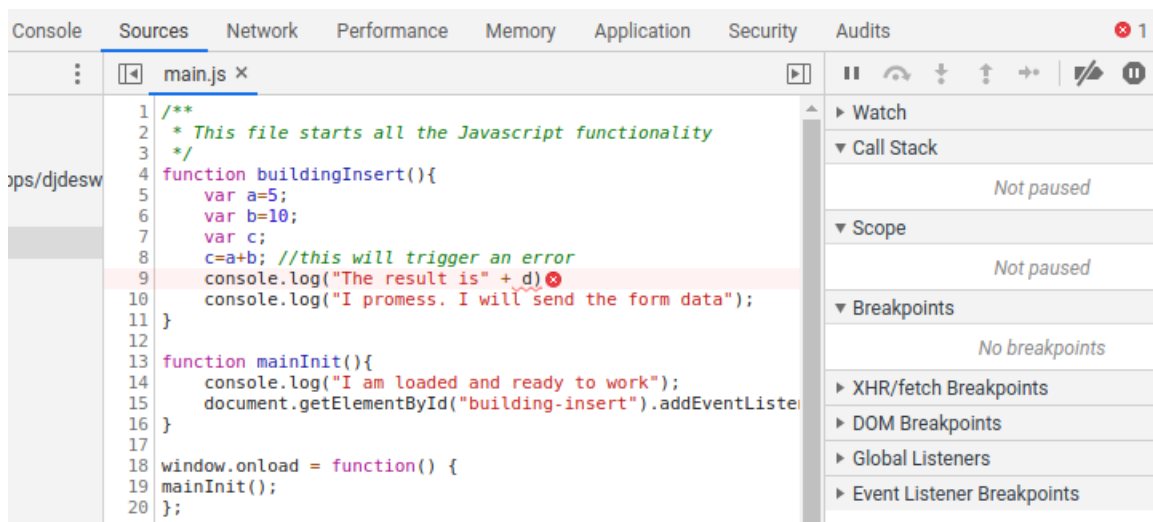 Console Sources Network Performance Memory Application Security Audits 1
main.js ×
ops/djdesw
1 /**
2  * This file starts all the Javascript functionality
3  */
4 function buildingInsert(){
5     var a=5;
6     var b=10;
7     var c;
8     c=a+b; //this will trigger an error
9     console.log("The result is" + d)
10     console.log("I promess. I will send the form data");
11 }
12
13 function mainInit(){
14     console.log("I am loaded and ready to work");
15     document.getElementById("building-insert").addEventListe
16 }
17
18 window.onload = function() {
19 mainInit();
20 };
Watch
Call Stack
Not paused
Scope
Not paused
Breakpoints
No breakpoints
XHR/fetch Breakpoints
DOM Breakpoints
Global Listeners
Event Listener Breakpoints